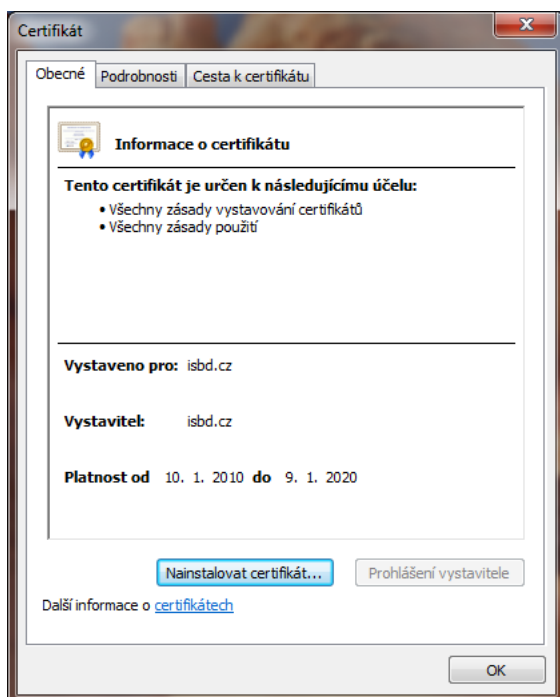 Certifikát
Obecné Podrobnosti Cesta k certifikátu
Informace o certifikátu
Tento certifikát je určen k následujícímu účelu:
• Všechny zásady vystavování certifikátů
• Všechny zásady použití
Vystaveno pro: isbd.cz
Vystavitel: isbd.cz
Platnost od 10. 1. 2010 do 9. 1. 2020
Nainstalovat certifikát... Prohlášení vystavitele
Další informace o certifikátech
OK